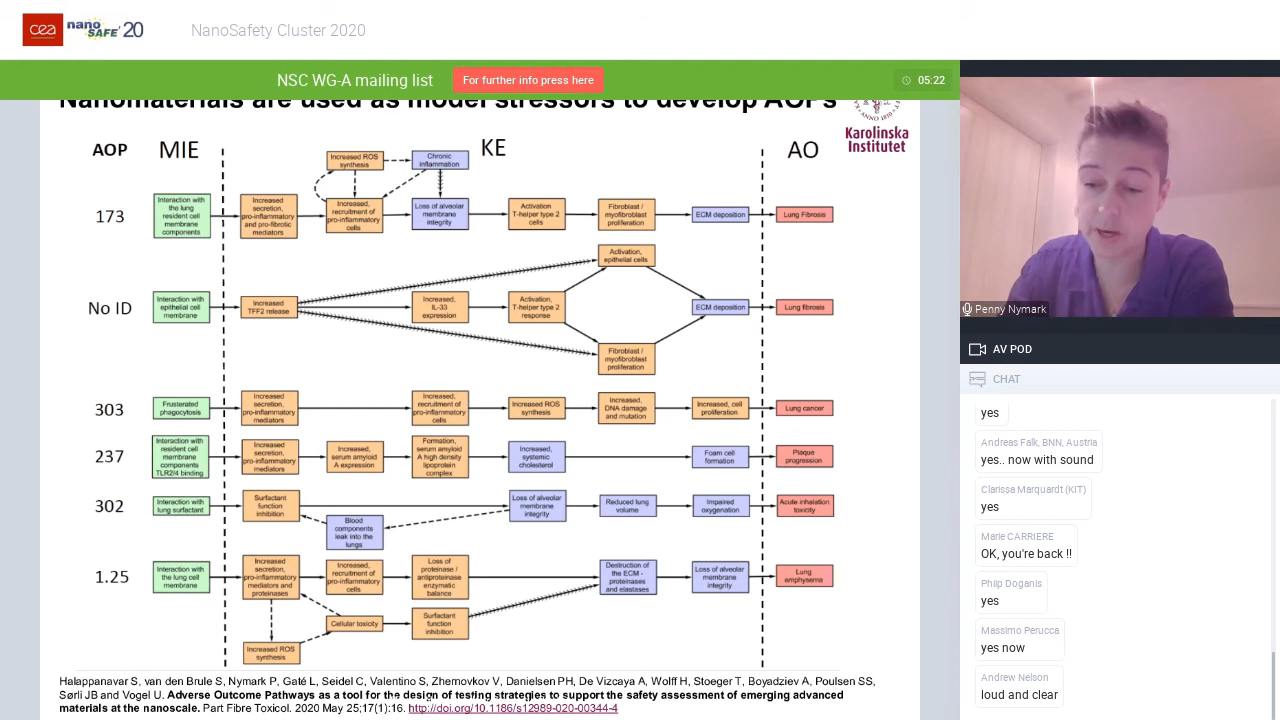 cea
nano
SAFE'20
NanoSafety Cluster 2020
NSC WG-A mailing list
For further info press here
05:22
Nanomaterials are used as model stressors to develop AOPs
Karolinska
Institutet
AOP
MIE
KE
AO
Increased ROS
synthesis
Chronic
inflammation
173
Interaction with
the lung
resident cell
membrane
components
Increased
secretion,
pro-inflammatory
and pro-fibrotic
mediators
Increased,
recruitment of
pro-inflammatory
cells
Loss of alveolar
membrane
integrity
Activation
T-helper type 2
cells
Fibroblast /
myofibroblast
proliferation
ECM deposition
Lung Fibrosis
Activation,
epithelial cells
No ID
Interaction with
epithelial cell
membrane
Increased
TFF2 release
Increased,
IL-33
expression
Activation,
T-helper type 2
response
ECM deposition
Lung fibrosis
Fibroblast /
myofibroblast
proliferation
303
Frusterated
phagocytosis
Increased
secretion,
pro-inflammatory
mediators
Increased,
recruitment of
pro-inflammatory
cells
Increased ROS
synthesis
Increased,
DNA damage
and mutation
Increased, cell
proliferation
Lung cancer
237
Interaction with
resident cell
membrane
components
TLR2/4 binding
Increased
secretion,
pro-inflammatory
mediators
Increased,
serum amyloid
A expression
Formation,
serum amyloid
A high density
lipoprotein
complex
Increased,
systemic
cholesterol
Foam cell
formation
Plaque
progression
302
Interaction with
lung surfactant
Surfactant
function
inhibition
Blood
components
leak into the
lungs
Loss of alveolar
membrane
integrity
Reduced lung
volume
Impaired
oxygenation
Acute inhalation
toxicity
1.25
Interaction with
the lung cell
membrane
Increased
secretion,
pro-inflammatory
mediators and
proteinases
Increased,
recruitment of
pro-inflammatory
cells
Loss of
proteinase /
antiproteinase
enzymatic
balance
Destruction of
the ECM -
proteinases
and elastases
Loss of alveolar
membrane
integrity
Lung
emphysema
Cellular toxicity
Surfactant
function
inhibition
Increased ROS
synthesis
Halappanavar S, van den Brule S, Nymark P, Gaté L, Seidel C, Valentino S, Zhernovkov V, Danielsen PH, De Vizcaya A, Wolff H, Stoeger T, Boyadziev A, Poulsen SS,
Sørli JB and Vogel U. Adverse Outcome Pathways as a tool for the design of testing strategies to support the safety assessment of emerging advanced
materials at the nanoscale. Part Fibre Toxicol. 2020 May 25;17(1):16. http://doi.org/10.1186/s12989-020-00344-4
Penny Nymark
AV POD
CHAT
yes
Andreas Falk, BNN, Austria
yes.. now with sound
Clarissa Marquardt (KIT)
yes
Marie CARRIERE
OK, you're back !!
Philp Doganis
yes
Massimo Perucca
yes now
Andrew Nelson
loud and clear